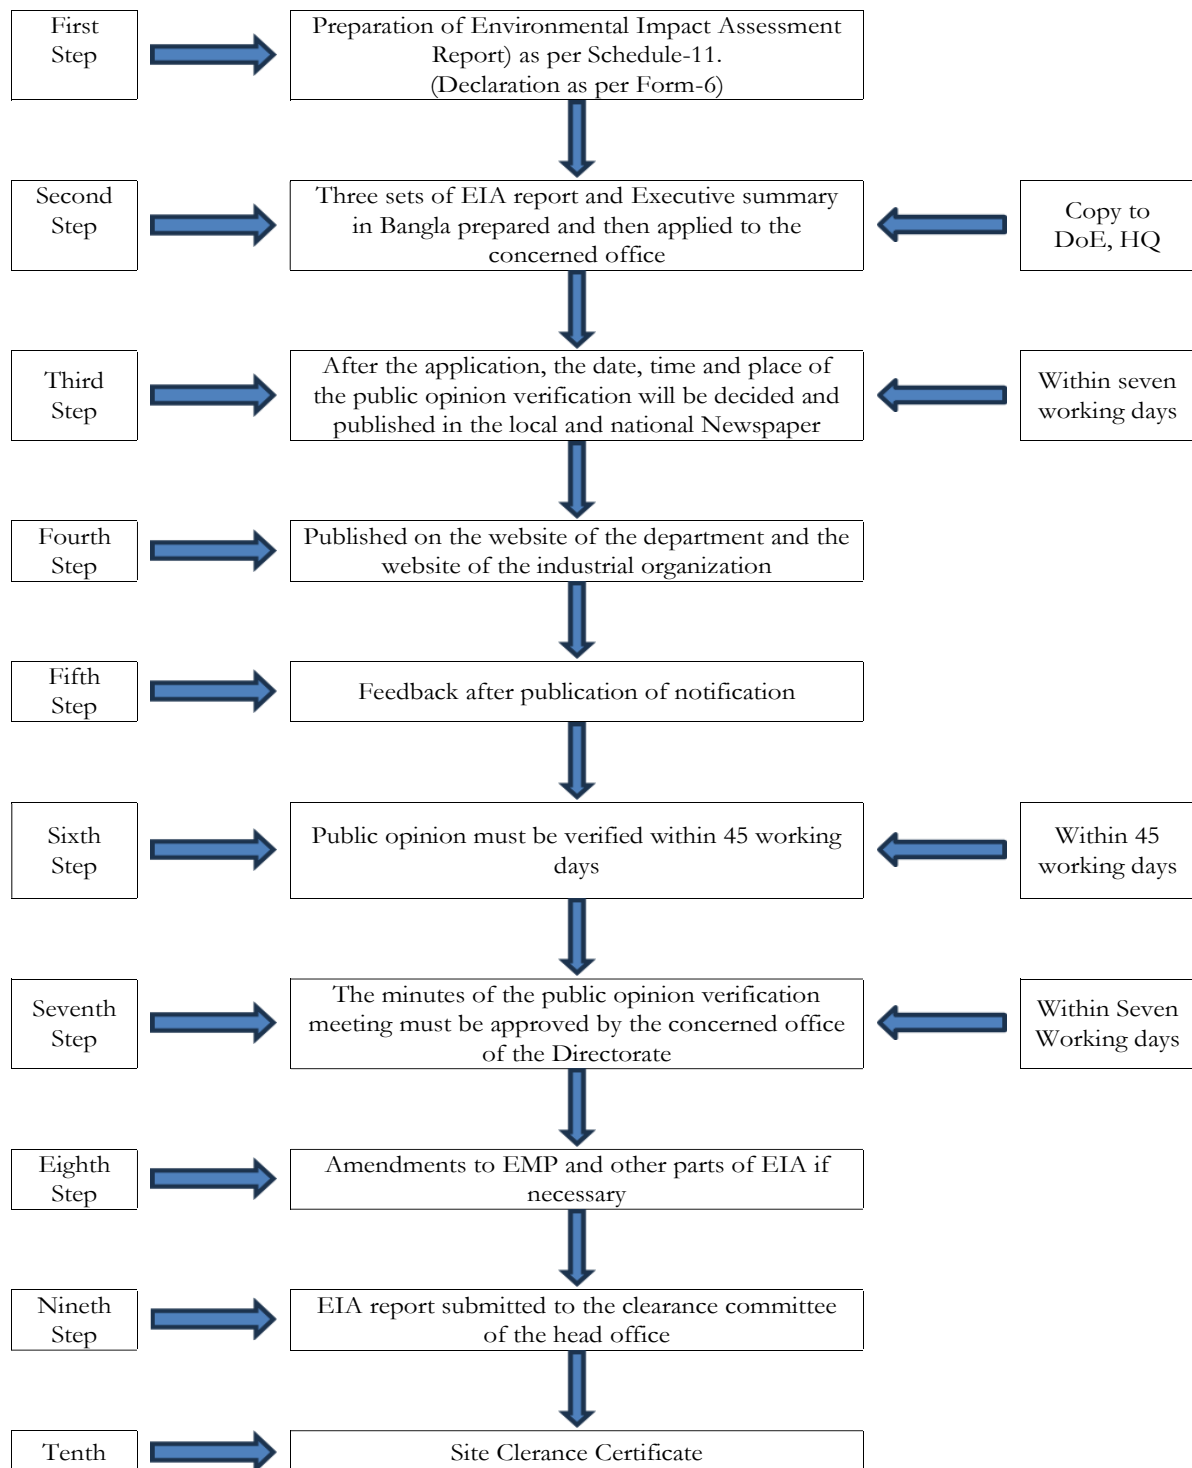 First
Step
Preparation of Environmental Impact Assessment
Report) as per Schedule-11.
(Declaration as per Form-6)
Second
Step
Three sets of EIA report and Executive summary
in Bangla prepared and then applied to the
concerned office
Copy to
DoE, HQ
Third
Step
After the application, the date, time and place of
the public opinion verification will be decided and
published in the local and national Newspaper
Within seven
working days
Fourth
Step
Published on the website of the department and the
website of the industrial organization
Fifth
Step
Feedback after publication of notification
Sixth
Step
Public opinion must be verified within 45 working
days
Within 45
working days
Seventh
Step
The minutes of the public opinion verification
meeting must be approved by the concerned office
of the Directorate
Within Seven
Working days
Eighth
Step
Amendments to EMP and other parts of EIA if
necessary
Nineth
Step
EIA report submitted to the clearance committee
of the head office
Tenth
Site Clerance Certificate